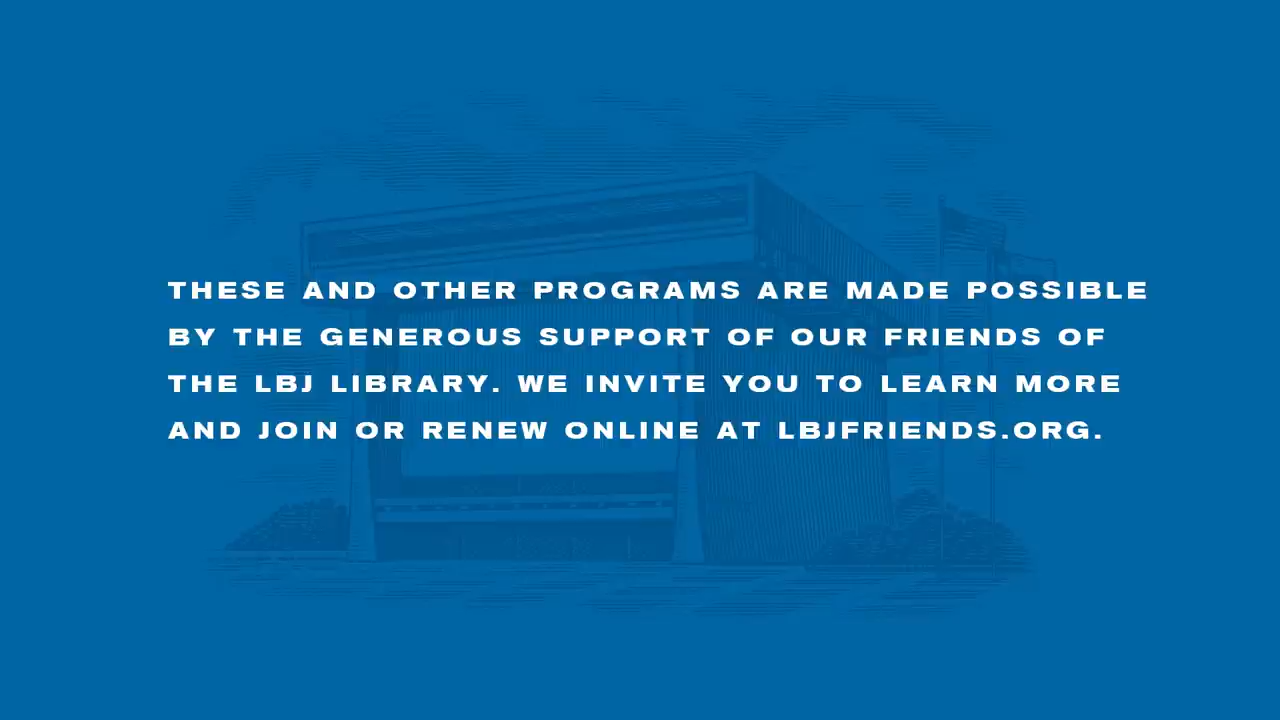 THESE AND OTHER PROGRAMS ARE MADE POSSIBLE
BY THE GENEROUS SUPPORT OF OUR FRIENDS OF
THE LBJ LIBRARY. WE INVITE YOU TO LEARN MORE
AND JOIN OR RENEW ONLINE AT LBJFRIENDS.ORG.